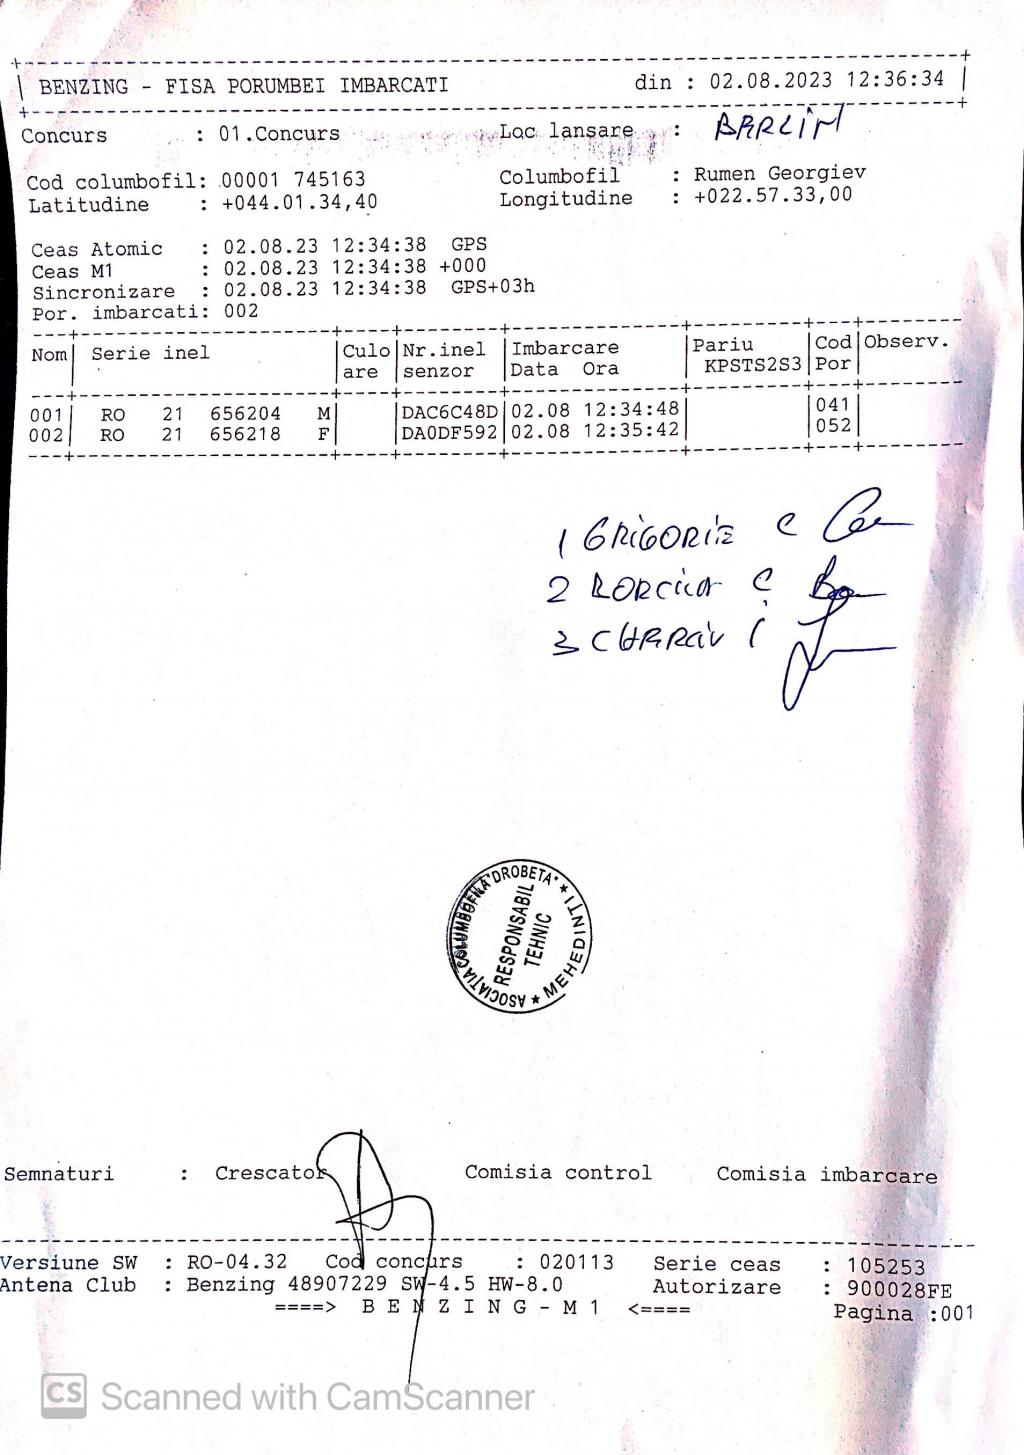 BENZING - FISA PORUMBEI IMBARCATI din : 02.08.2023 12:36:34
Concurs : 01.Concurs Loc lansare : BARLIN
Cod columbofil: 00001 745163 Columbofil : Rumen Georgiev
Latitudine : +044.01.34,40 Longitudine : +022.57.33,00
Ceas Atomic : 02.08.23 12:34:38 GPS
Ceas M1 : 02.08.23 12:34:38 +000
Sincronizare : 02.08.23 12:34:38 GPS+03h
Por. imbarcati: 002
Nom| Serie inel |Culo|Nr.inel |Imbarcare |Pariu |Cod|Observ.
| |are |senzor |Data Ora | KPSTS2S3|Por|
001| RO 21 656204 M| |DAC6C48D|02.08 12:34:48| |041|
002| RO 21 656218 F| |DA0DF592|02.08 12:35:42| |052|
1 GRIGORIE C
2 C
3 I
ASOCIAȚIA COLUMBOFILĂ "DROBETA" ★ MEHEDINȚI ★
RESPONSABIL
TEHNIC
Semnaturi : Crescator Comisia control Comisia imbarcare
Versiune SW : RO-04.32 Cod concurs : 020113 Serie ceas : 105253
Antena Club : Benzing 48907229 SW-4.5 HW-8.0 Autorizare : 900028FE
====> B E N Z I N G - M 1 <==== Pagina :001
CS Scanned with CamScanner